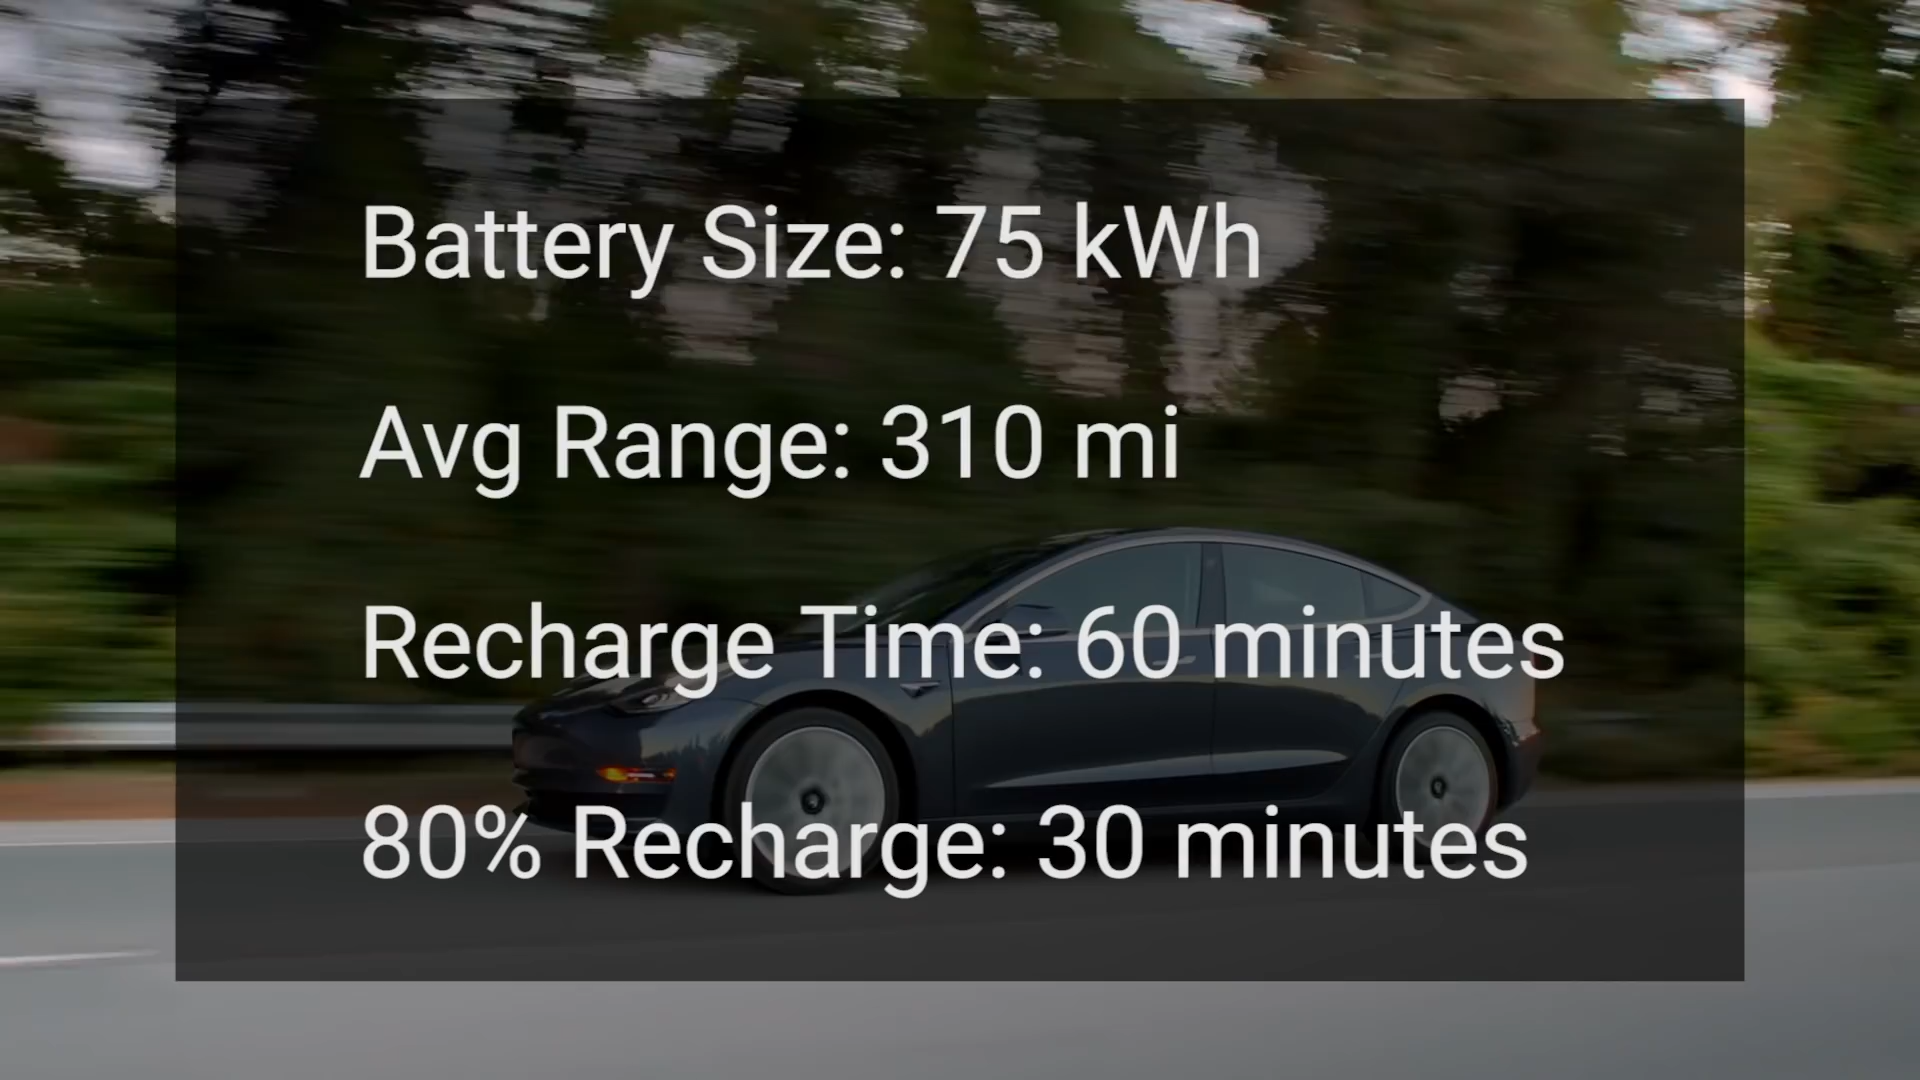 Battery Size: 75 kWh
Avg Range: 310 mi
Recharge Time: 60 minutes
80% Recharge: 30 minutes